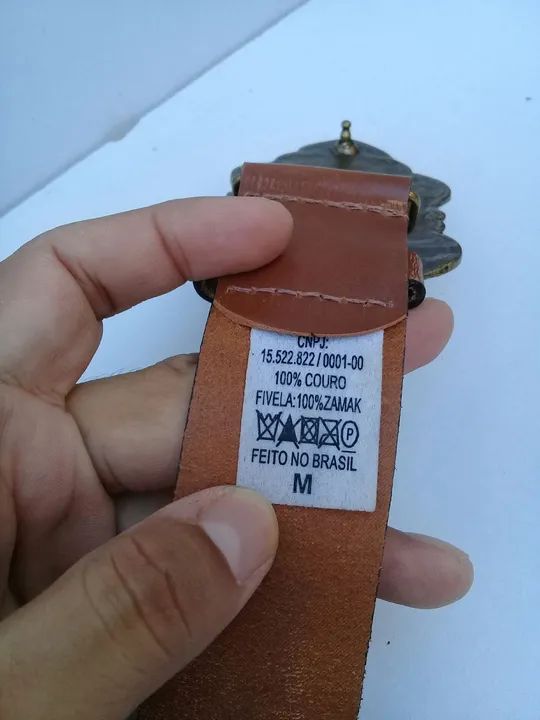 CNPJ:
15.522.822/0001-00
100% COURO
FIVELA:100%ZAMAK
P
FEITO NO BRASIL
M